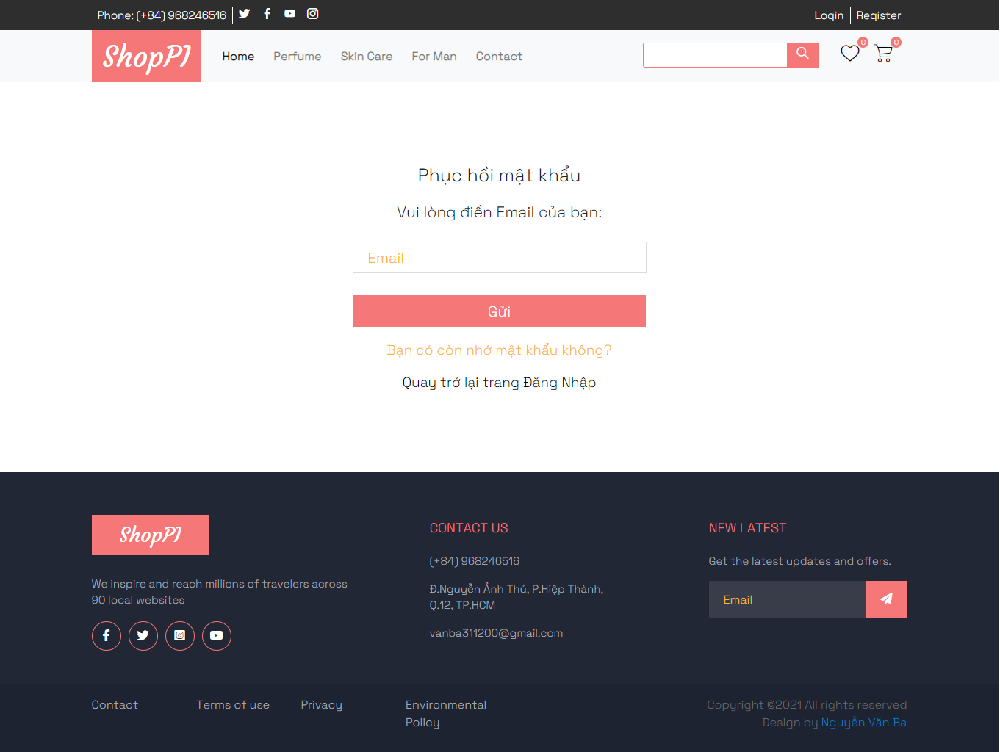 Phone: (+84) 968246516
Login
Register
ShopPI
Home
Perfume
Skin Care
For Man
Contact
0
0
Phục hồi mật khẩu
Vui lòng điền Email của bạn:
Email
Gửi
Bạn có còn nhớ mật khẩu không?
Quay trở lại trang Đăng Nhập
ShopPI
We inspire and reach millions of travelers across
90 local websites
CONTACT US
(+84) 968246516
Đ.Nguyễn Ảnh Thủ, P.Hiệp Thành,
Q.12, TP.HCM
vanba311200@gmail.com
NEW LATEST
Get the latest updates and offers.
Email
Contact
Terms of use
Privacy
Environmental
Policy
Copyright ©2021 All rights reserved
Design by Nguyễn Văn Ba